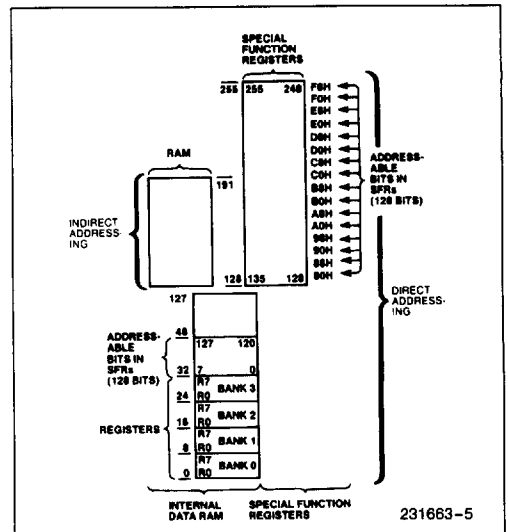 SPECIAL
FUNCTION
REGISTERS
255 255 248
F8H
F0H
E8H
E0H
D8H
D0H
C8H
C0H
B8H
B0H
A8H
A0H
98H
90H
88H
80H
ADDRESS-
ABLE
BITS IN
SFRs
(128 BITS)
RAM
191
INDIRECT
ADDRESS-
ING
128 135 128
127
DIRECT
ADDRESS-
ING
48
ADDRESS-
ABLE
BITS IN
SFRs
(128 BITS)
127 120
32 7 0
R7
BANK 3
24 R0
R7
BANK 2
16 R0
REGISTERS
R7
BANK 1
8 R0
R7
BANK 0
0 R0
INTERNAL
DATA RAM
SPECIAL FUNCTION
REGISTERS
231663-5